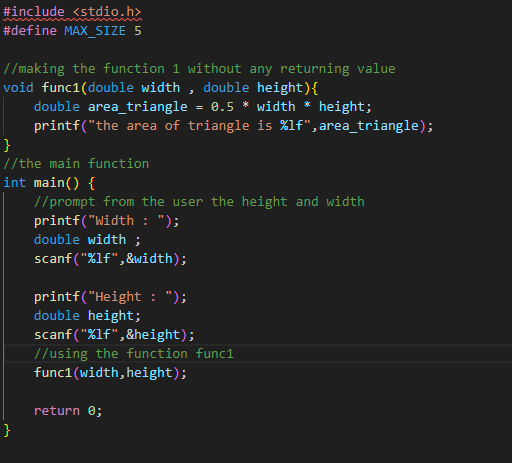 #include <stdio.h>
#define MAX_SIZE 5
//making the function 1 without any returning value
void func1(double width , double height){
double area_triangle = 0.5 * width * height;
printf("the area of triangle is %lf",area_triangle);
}
//the main function
int main() {
//prompt from the user the height and width
printf("Width : ");
double width ;
scanf("%lf",&width);
printf("Height : ");
double height;
scanf("%lf",&height);
//using the function func1
func1(width,height);
return 0;
}